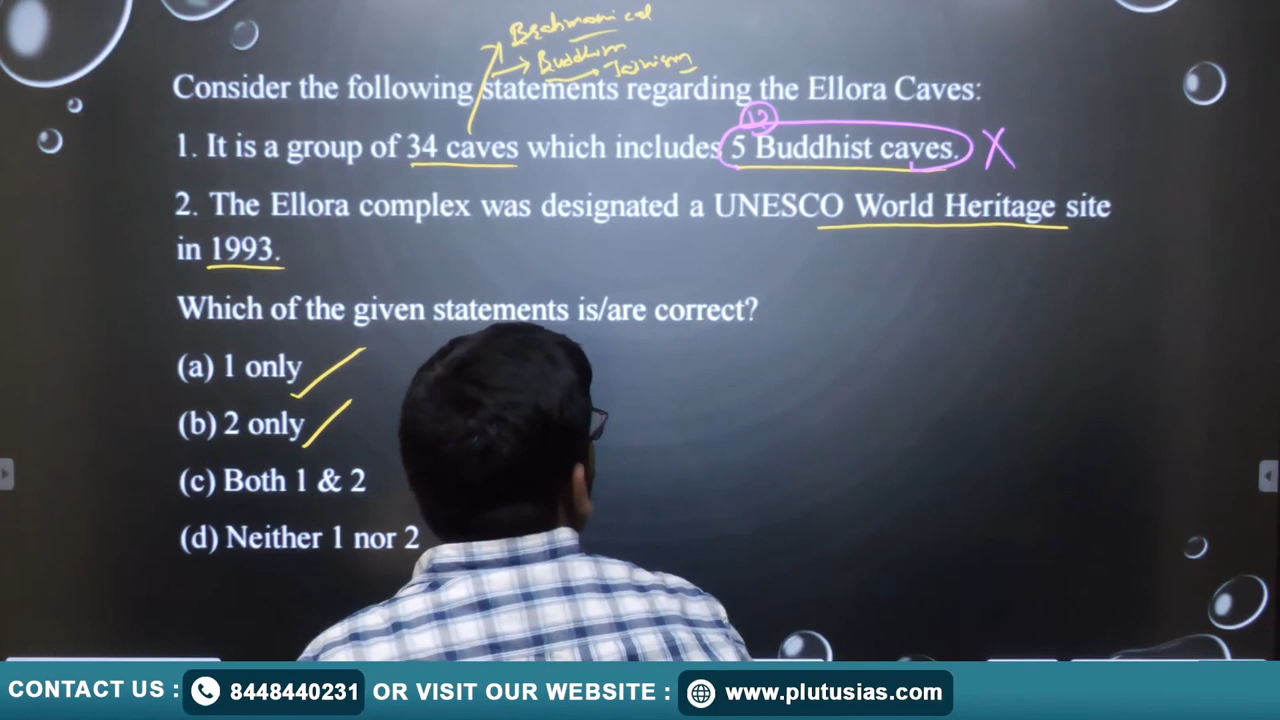 Brahmanical
Buddhism
Jainism
Consider the following statements regarding the Ellora Caves:
12
1. It is a group of 34 caves which includes 5 Buddhist caves. X
2. The Ellora complex was designated a UNESCO World Heritage site
in 1993.
Which of the given statements is/are correct?
(a) 1 only
(b) 2 only
(c) Both 1 & 2
(d) Neither 1 nor 2
CONTACT US : 8448440231 OR VISIT OUR WEBSITE : www.plutusias.com